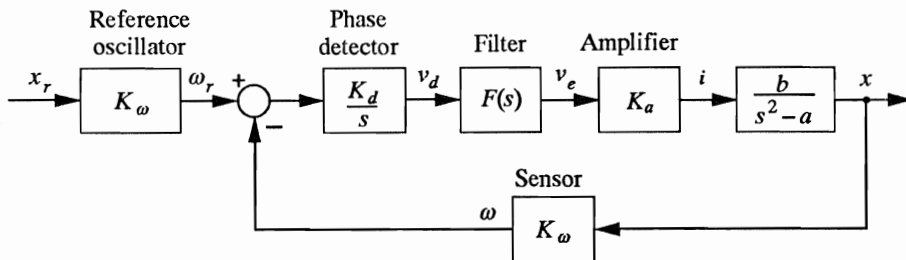 Reference
oscillator
Phase
detector
Filter
Amplifier
x_r
K_ω
ω_r
+
−
K_d
s
v_d
F(s)
v_e
K_a
i
b
s^2 − a
x
Sensor
ω
K_ω